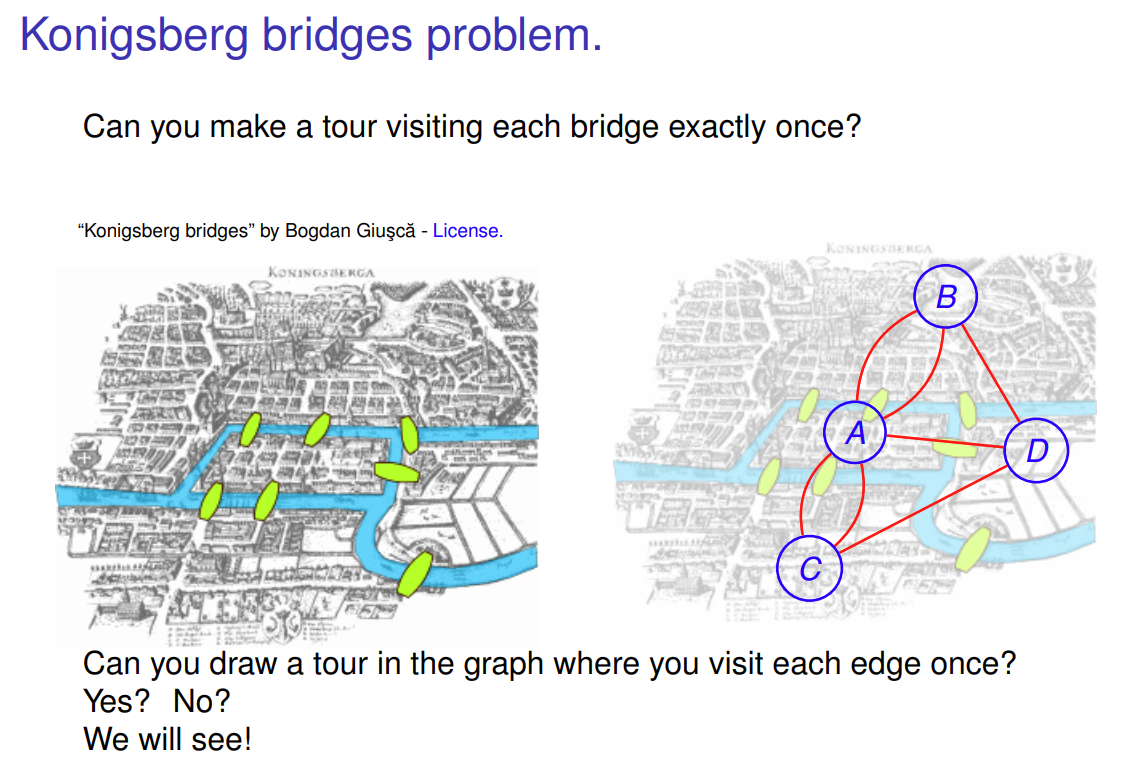 Konigsberg bridges problem.
Can you make a tour visiting each bridge exactly once?
“Konigsberg bridges” by Bogdan Giuşcă - License.
KONINGSBERGA
KONINGSBERGA
B
A
D
C
Can you draw a tour in the graph where you visit each edge once?
Yes? No?
We will see!